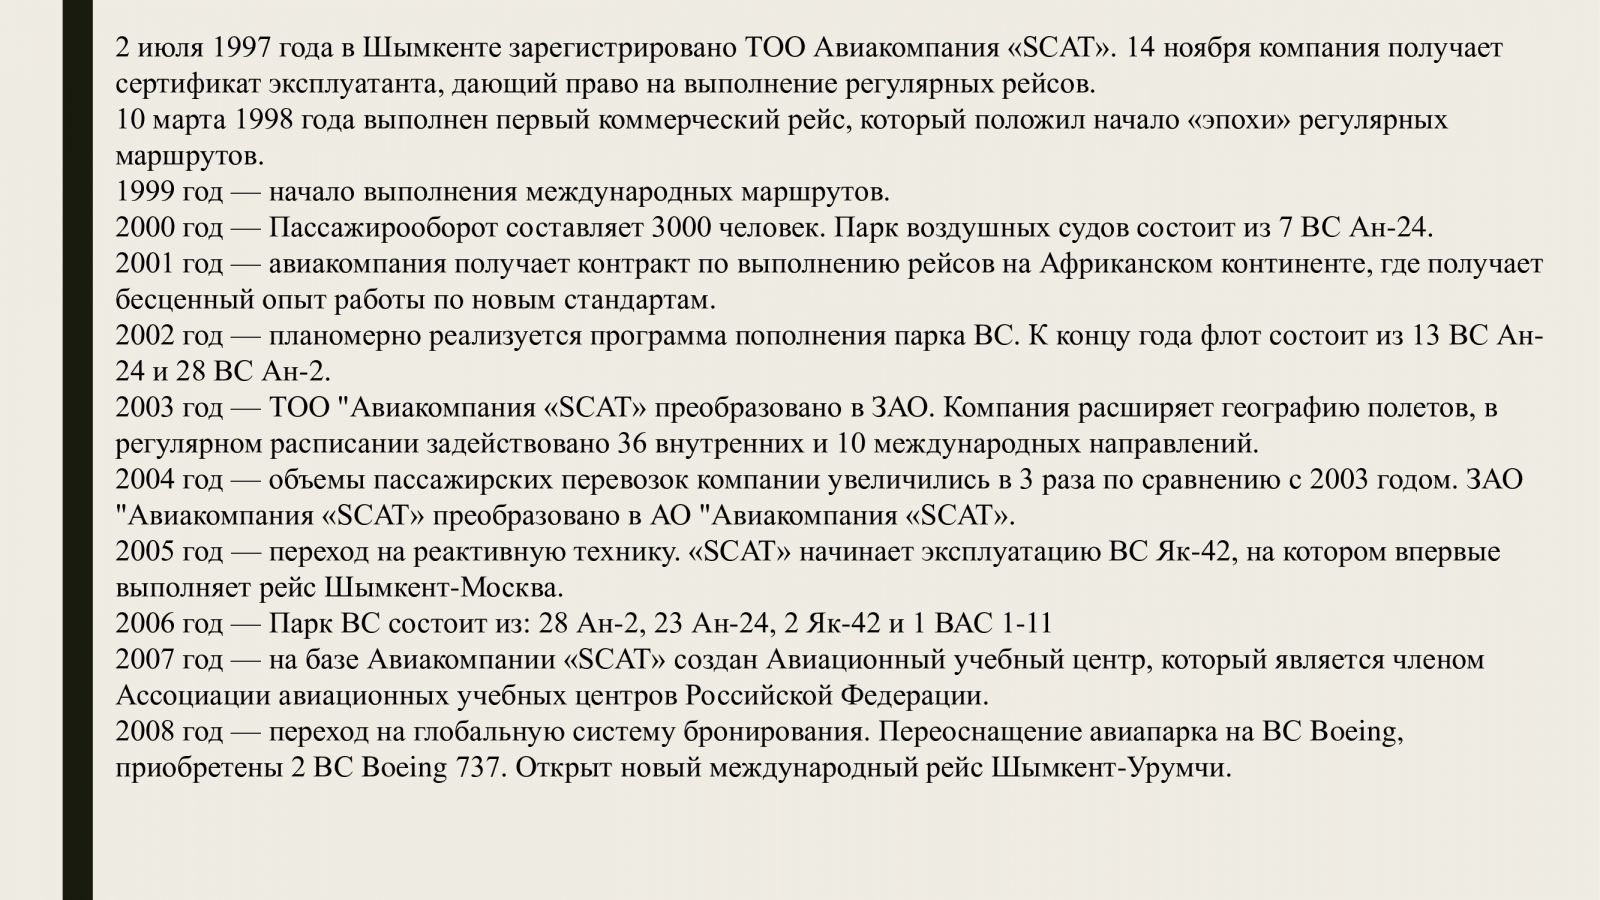 2 июля 1997 года в Шымкенте зарегистрировано ТОО Авиакомпания «SCAT». 14 ноября компания получает
сертификат эксплуатанта, дающий право на выполнение регулярных рейсов.
10 марта 1998 года выполнен первый коммерческий рейс, который положил начало «эпохи» регулярных
маршрутов.
1999 год — начало выполнения международных маршрутов.
2000 год — Пассажирооборот составляет 3000 человек. Парк воздушных судов состоит из 7 ВС Ан-24.
2001 год — авиакомпания получает контракт по выполнению рейсов на Африканском континенте, где получает
бесценный опыт работы по новым стандартам.
2002 год — планомерно реализуется программа пополнения парка ВС. К концу года флот состоит из 13 ВС Ан-
24 и 28 ВС Ан-2.
2003 год — ТОО "Авиакомпания «SCAT» преобразовано в ЗАО. Компания расширяет географию полетов, в
регулярном расписании задействовано 36 внутренних и 10 международных направлений.
2004 год — объемы пассажирских перевозок компании увеличились в 3 раза по сравнению с 2003 годом. ЗАО
"Авиакомпания «SCAT» преобразовано в АО "Авиакомпания «SCAT».
2005 год — переход на реактивную технику. «SCAT» начинает эксплуатацию ВС Як-42, на котором впервые
выполняет рейс Шымкент-Москва.
2006 год — Парк ВС состоит из: 28 Ан-2, 23 Ан-24, 2 Як-42 и 1 ВАС 1-11
2007 год — на базе Авиакомпании «SCAT» создан Авиационный учебный центр, который является членом
Ассоциации авиационных учебных центров Российской Федерации.
2008 год — переход на глобальную систему бронирования. Переоснащение авиапарка на ВС Boeing,
приобретены 2 ВС Boeing 737. Открыт новый международный рейс Шымкент-Урумчи.